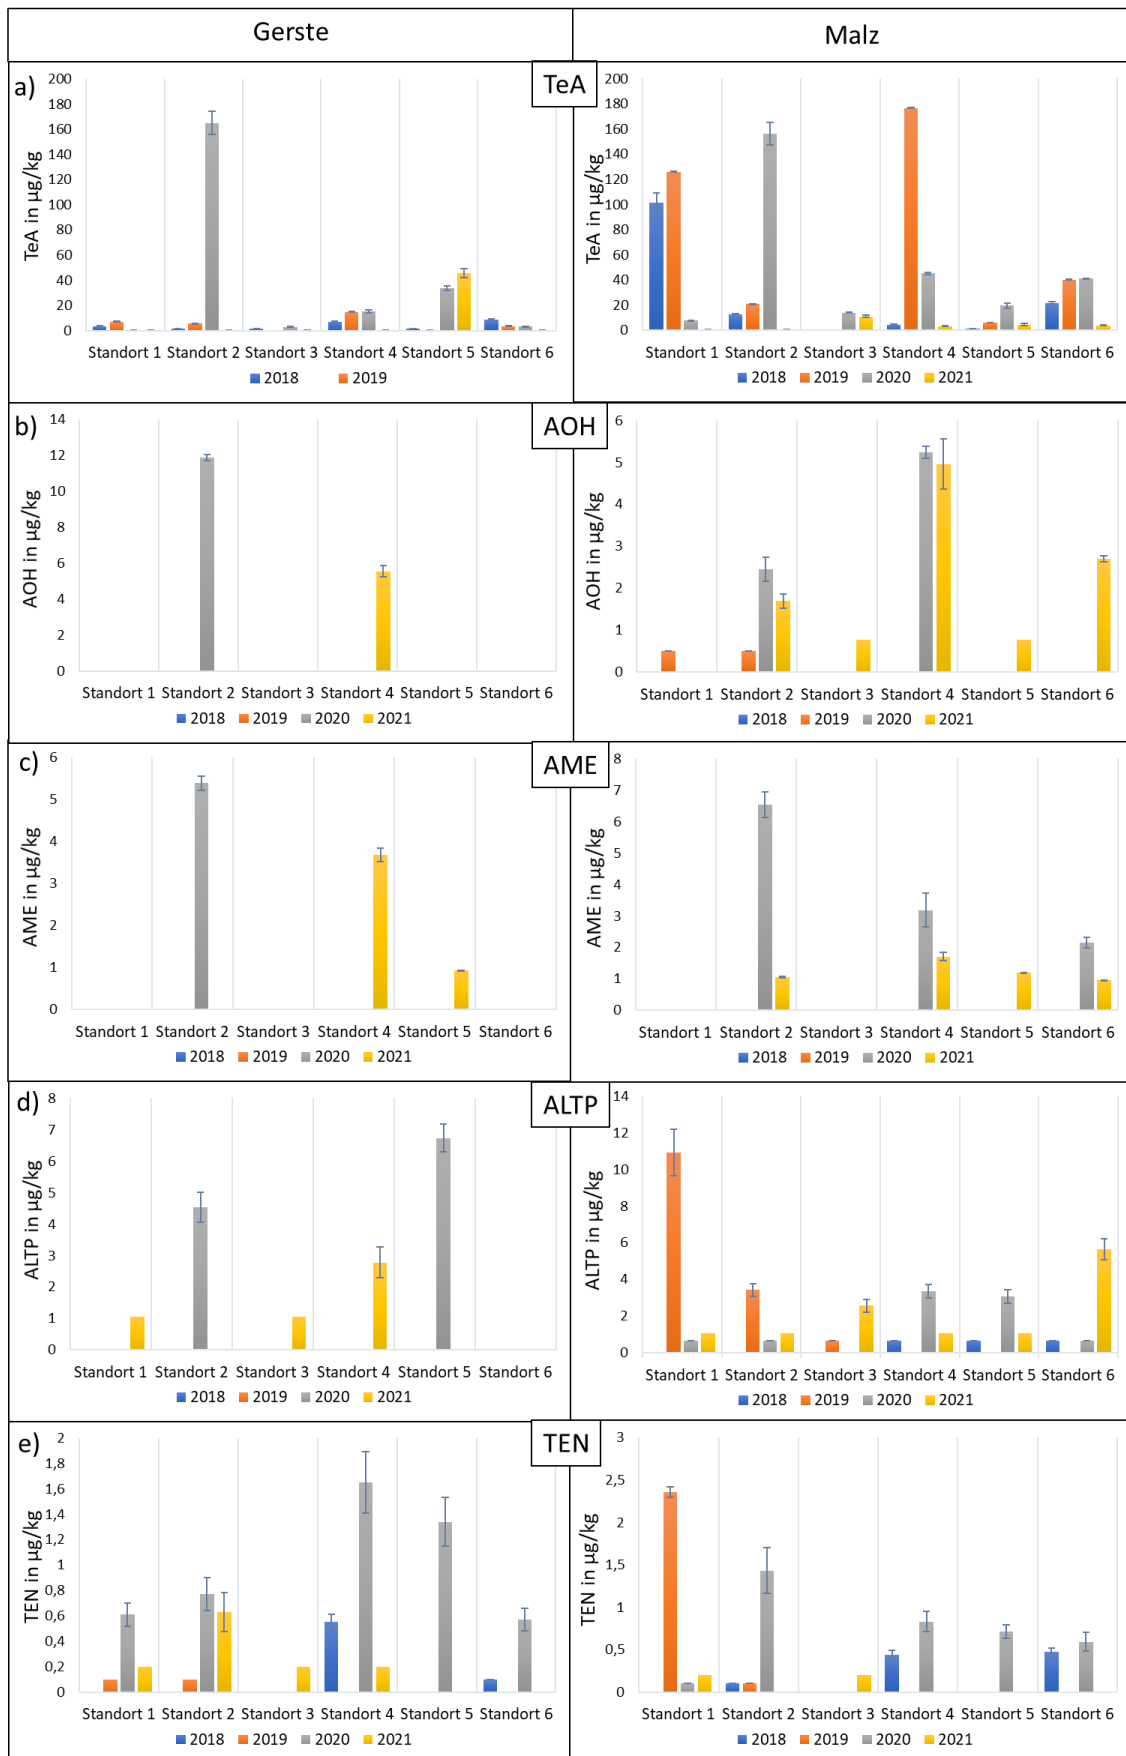 Gerste
Malz
a)
TeA
TeA in µg/kg
200
180
160
140
120
100
80
60
40
20
0
Standort 1 Standort 2 Standort 3 Standort 4 Standort 5 Standort 6
2018 2019
TeA in µg/kg
200
180
160
140
120
100
80
60
40
20
0
Standort 1 Standort 2 Standort 3 Standort 4 Standort 5 Standort 6
2018 2019 2020 2021
b)
AOH
AOH in µg/kg
14
12
10
8
6
4
2
0
Standort 1 Standort 2 Standort 3 Standort 4 Standort 5 Standort 6
2018 2019 2020 2021
AOH in µg/kg
6
5
4
3
2
1
0
Standort 1 Standort 2 Standort 3 Standort 4 Standort 5 Standort 6
2018 2019 2020 2021
c)
AME
AME in µg/kg
6
5
4
3
2
1
0
Standort 1 Standort 2 Standort 3 Standort 4 Standort 5 Standort 6
2018 2019 2020 2021
AME in µg/kg
8
7
6
5
4
3
2
1
0
Standort 1 Standort 2 Standort 3 Standort 4 Standort 5 Standort 6
2018 2019 2020 2021
d)
ALTP
ALTP in µg/kg
8
7
6
5
4
3
2
1
0
Standort 1 Standort 2 Standort 3 Standort 4 Standort 5 Standort 6
2018 2019 2020 2021
ALTP in µg/kg
14
12
10
8
6
4
2
0
Standort 1 Standort 2 Standort 3 Standort 4 Standort 5 Standort 6
2018 2019 2020 2021
e)
TEN
TEN in µg/kg
2
1,8
1,6
1,4
1,2
1
0,8
0,6
0,4
0,2
0
Standort 1 Standort 2 Standort 3 Standort 4 Standort 5 Standort 6
2018 2019 2020 2021
TEN in µg/kg
3
2,5
2
1,5
1
0,5
0
Standort 1 Standort 2 Standort 3 Standort 4 Standort 5 Standort 6
2018 2019 2020 2021